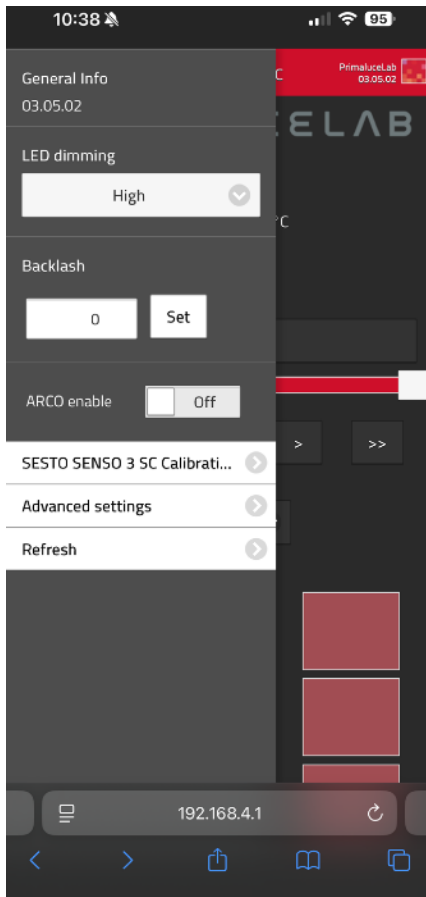 10:38
95
General Info
03.05.02
C
PrimaluceLab
03.05.02
ELAB
LED dimming
High
°C
Backlash
0
Set
ARCO enable
Off
SESTO SENSO 3 SC Calibrati...
>
>>
Advanced settings
Refresh
192.168.4.1